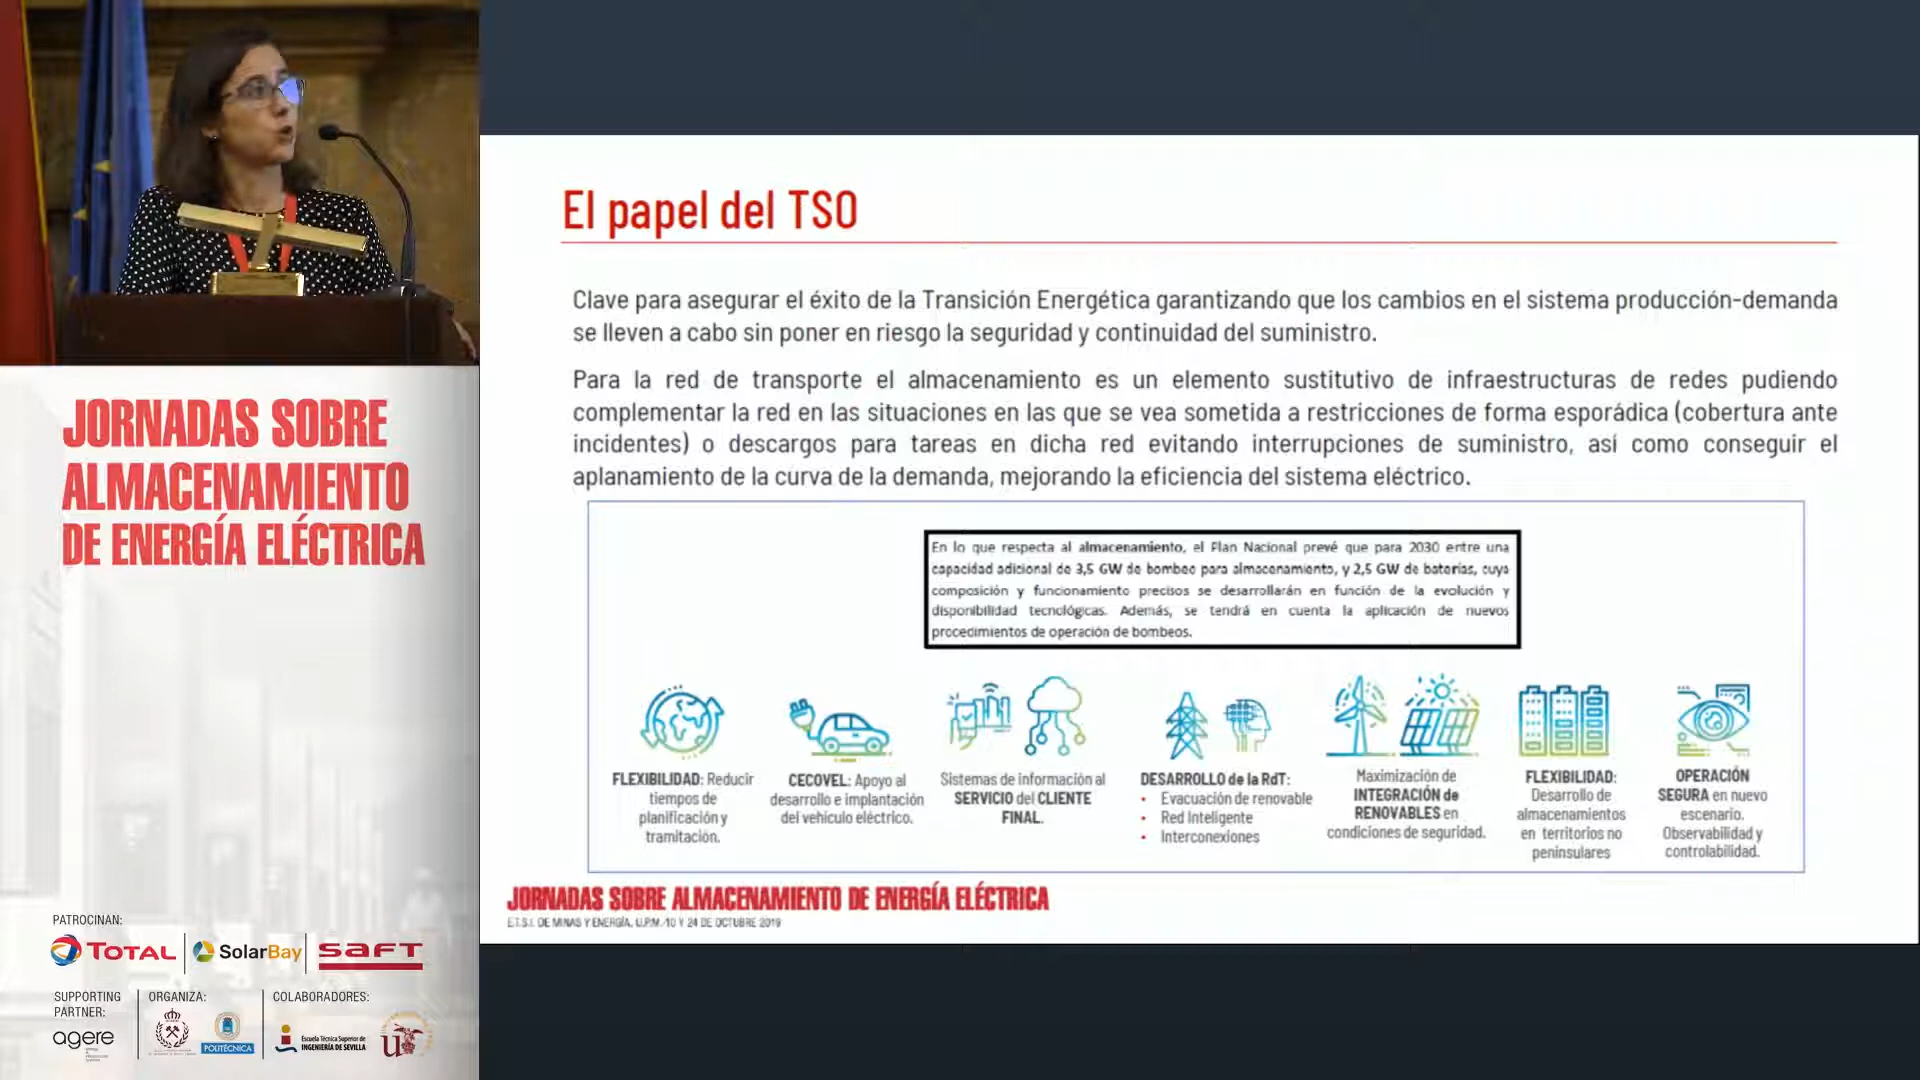 JORNADAS SOBRE
ALMACENAMIENTO
DE ENERGÍA ELÉCTRICA
PATROCINAN:
TOTAL
SolarBay
SAFT
SUPPORTING
PARTNER:
agere
ORGANIZA:
POLITÉCNICA
COLABORADORES:
Escuela Técnica Superior de
INGENIERÍA DE SEVILLA
El papel del TSO
Clave para asegurar el éxito de la Transición Energética garantizando que los cambios en el sistema producción-demanda
se lleven a cabo sin poner en riesgo la seguridad y continuidad del suministro.
Para la red de transporte el almacenamiento es un elemento sustitutivo de infraestructuras de redes pudiendo
complementar la red en las situaciones en las que se vea sometida a restricciones de forma esporádica (cobertura ante
incidentes) o descargos para tareas en dicha red evitando interrupciones de suministro, así como conseguir el
aplanamiento de la curva de la demanda, mejorando la eficiencia del sistema eléctrico.
En lo que respecta al almacenamiento, el Plan Nacional prevé que para 2030 entre una
capacidad adicional de 3,5 GW de bombeo para almacenamiento, y 2,5 GW de baterías, cuya
composición y funcionamiento precisos se desarrollarán en función de la evolución y
disponibilidad tecnológicas. Además, se tendrá en cuenta la aplicación de nuevos
procedimientos de operación de bombeos.
FLEXIBILIDAD: Reducir
tiempos de
planificación y
tramitación.
CECOVEL: Apoyo al
desarrollo e implantación
del vehículo eléctrico.
Sistemas de información al
SERVICIO del CLIENTE
FINAL.
DESARROLLO de la RdT:
• Evacuación de renovable
• Red Inteligente
• Interconexiones
Maximización de
INTEGRACIÓN de
RENOVABLES en
condiciones de seguridad.
FLEXIBILIDAD:
Desarrollo de
almacenamientos
en territorios no
peninsulares
OPERACIÓN
SEGURA en nuevo
escenario.
Observabilidad y
controlabilidad.
JORNADAS SOBRE ALMACENAMIENTO DE ENERGÍA ELÉCTRICA
E.T.S.I. DE MINAS Y ENERGÍA, U.P.M./10 Y 24 DE OCTUBRE 2019